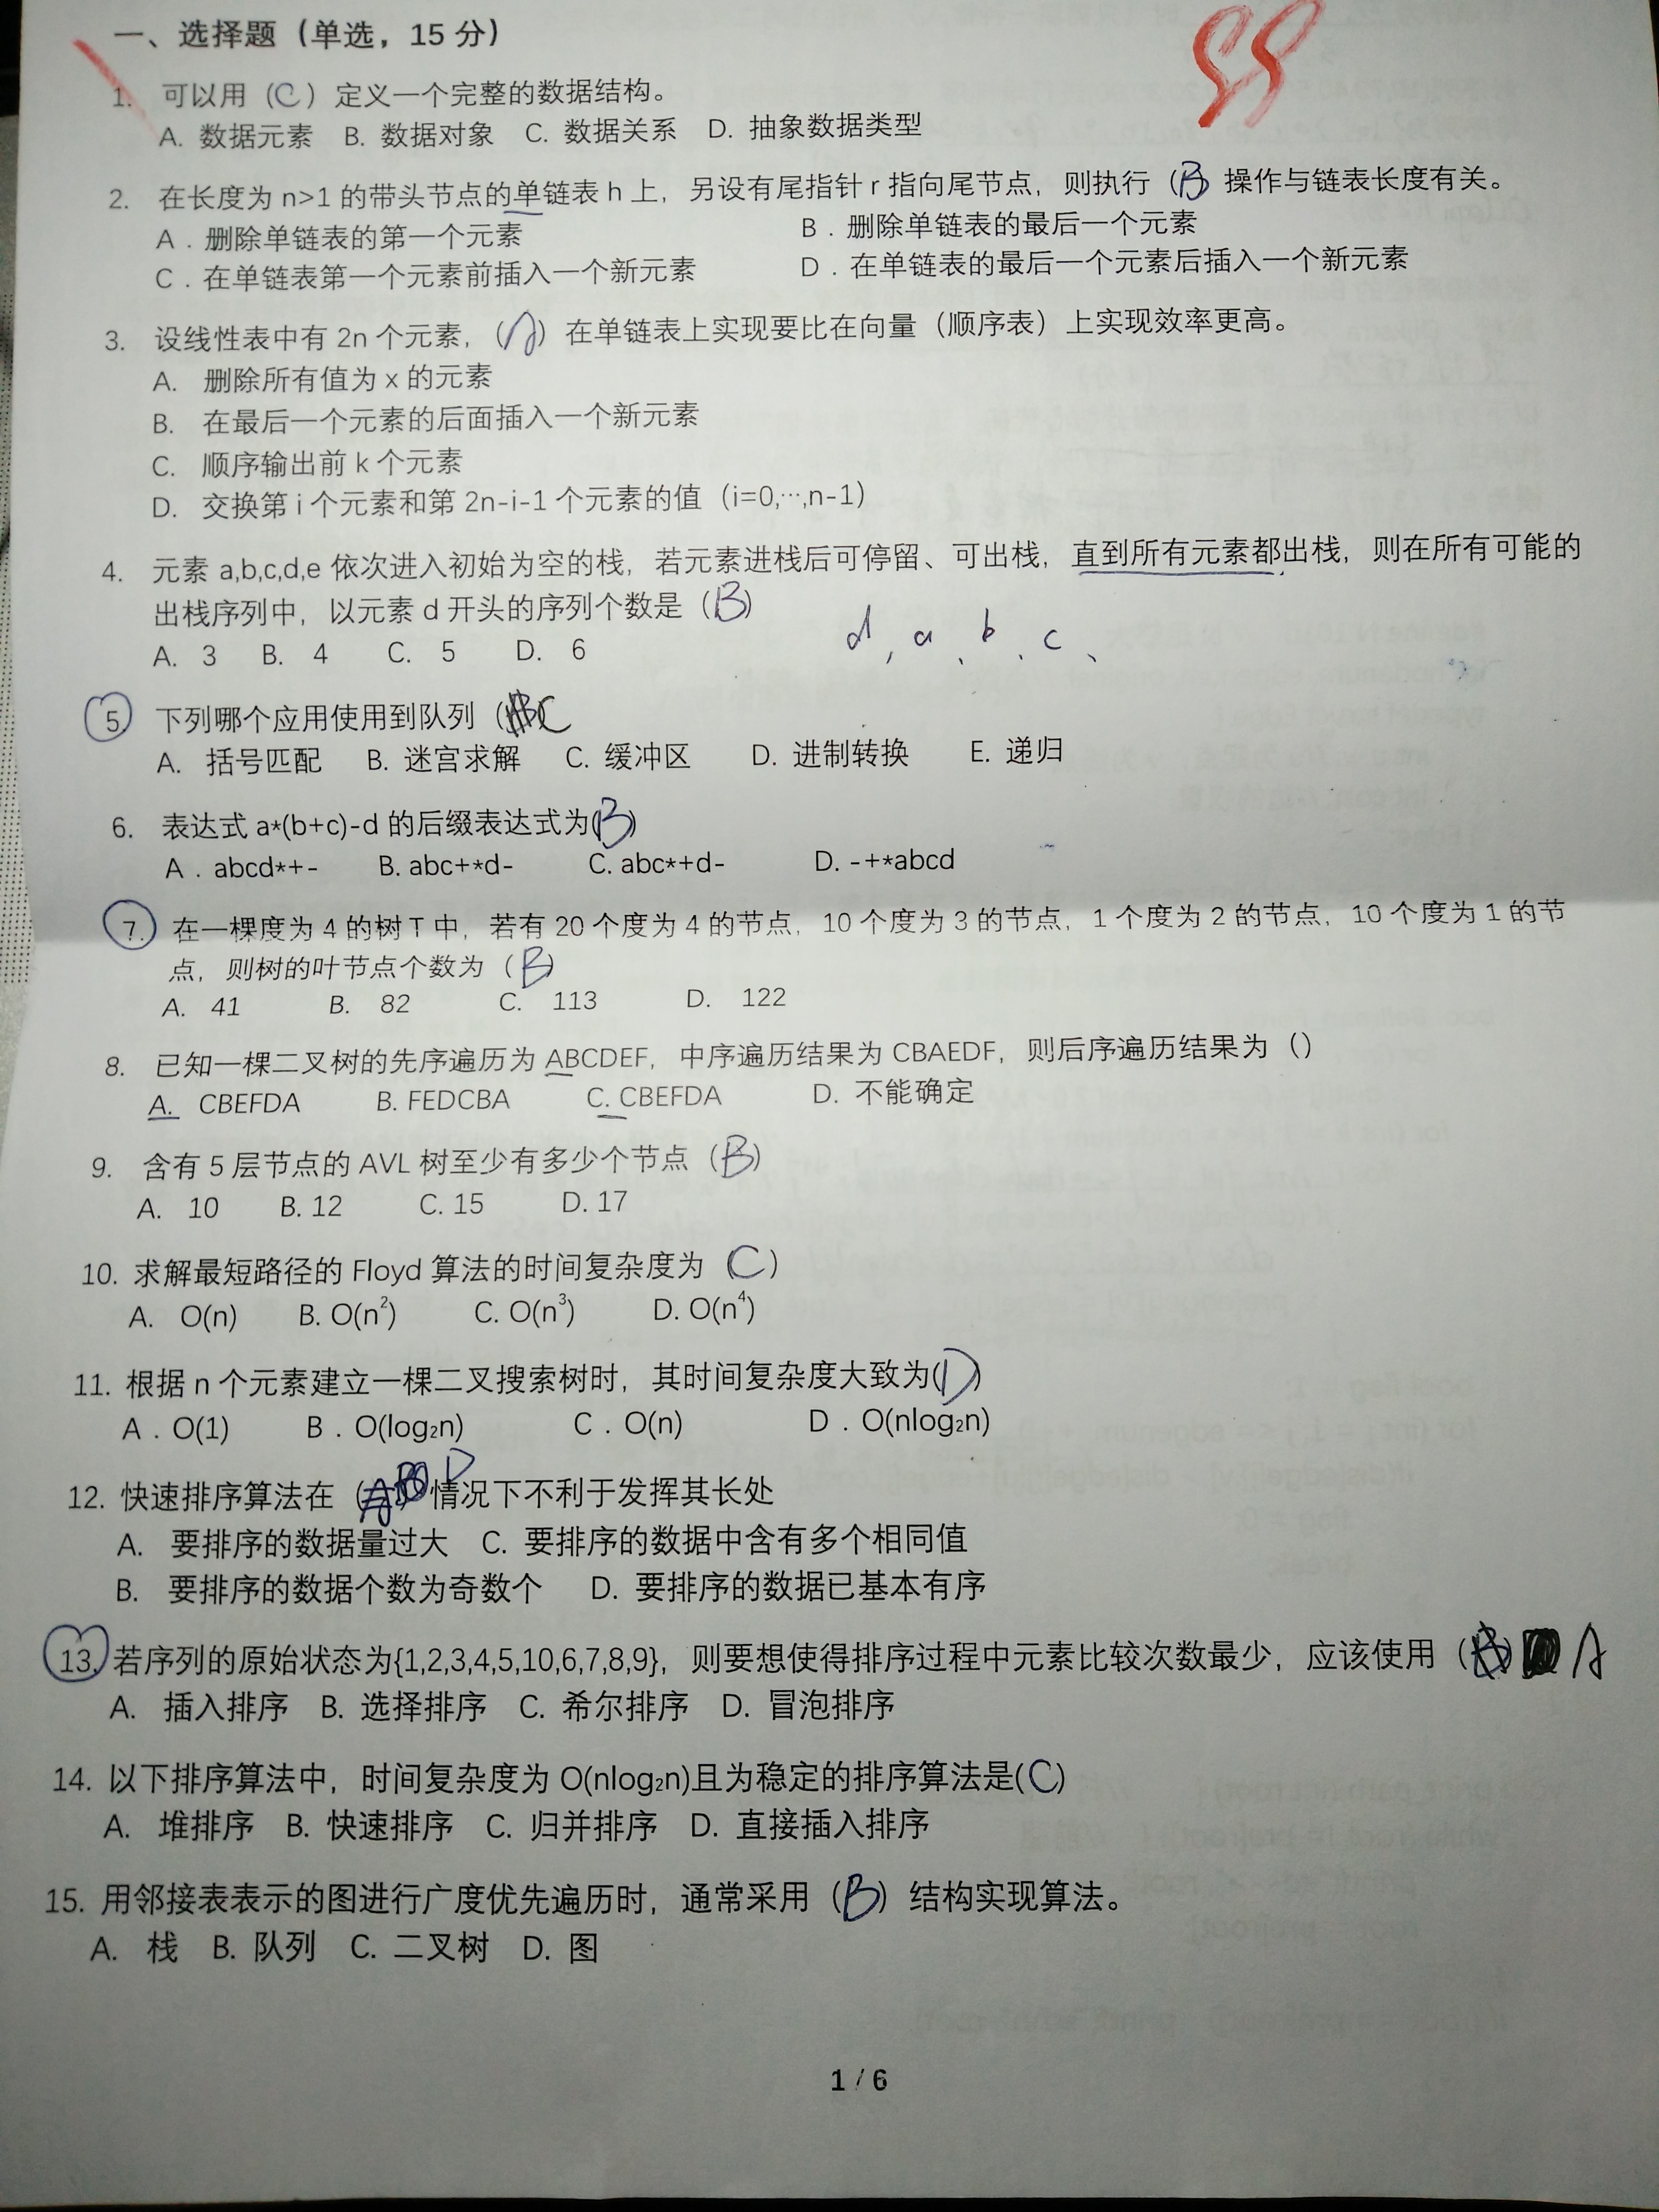 一、选择题（单选，15 分）
1. 可以用（C）定义一个完整的数据结构。
A. 数据元素 B. 数据对象 C. 数据关系 D. 抽象数据类型
2. 在长度为 n>1 的带头节点的单链表 h 上，另设有尾指针 r 指向尾节点，则执行（B 操作与链表长度有关。
A . 删除单链表的第一个元素 B . 删除单链表的最后一个元素
C . 在单链表第一个元素前插入一个新元素 D . 在单链表的最后一个元素后插入一个新元素
3. 设线性表中有 2n 个元素，（A）在单链表上实现要比在向量（顺序表）上实现效率更高。
A. 删除所有值为 x 的元素
B. 在最后一个元素的后面插入一个新元素
C. 顺序输出前 k 个元素
D. 交换第 i 个元素和第 2n-i-1 个元素的值（i=0,…,n-1）
4. 元素 a,b,c,d,e 依次进入初始为空的栈，若元素进栈后可停留、可出栈，直到所有元素都出栈，则在所有可能的
出栈序列中，以元素 d 开头的序列个数是（B）
d , a 、 b 、 c 、
A. 3 B. 4 C. 5 D. 6
5. 下列哪个应用使用到队列（C
A. 括号匹配 B. 迷宫求解 C. 缓冲区 D. 进制转换 E. 递归
6. 表达式 a*(b+c)-d 的后缀表达式为(B)
A . abcd*+- B. abc+*d- C. abc*+d- D. -+*abcd
7. 在一棵度为 4 的树 T 中，若有 20 个度为 4 的节点，10 个度为 3 的节点，1 个度为 2 的节点，10 个度为 1 的节
点，则树的叶节点个数为（B）
A. 41 B. 82 C. 113 D. 122
8. 已知一棵二叉树的先序遍历为 ABCDEF，中序遍历结果为 CBAEDF，则后序遍历结果为（）
A. CBEFDA B. FEDCBA C. CBEFDA D. 不能确定
9. 含有 5 层节点的 AVL 树至少有多少个节点（B）
A. 10 B. 12 C. 15 D. 17
10. 求解最短路径的 Floyd 算法的时间复杂度为（C）
A. O(n) B. O(n²) C. O(n³) D. O(n⁴)
11. 根据 n 个元素建立一棵二叉搜索树时，其时间复杂度大致为(D)
A . O(1) B . O(log₂n) C . O(n) D . O(nlog₂n)
12. 快速排序算法在（D 情况下不利于发挥其长处
A. 要排序的数据量过大 C. 要排序的数据中含有多个相同值
B. 要排序的数据个数为奇数个 D. 要排序的数据已基本有序
13. 若序列的原始状态为{1,2,3,4,5,10,6,7,8,9}，则要想使得排序过程中元素比较次数最少，应该使用（A
A. 插入排序 B. 选择排序 C. 希尔排序 D. 冒泡排序
14. 以下排序算法中，时间复杂度为 O(nlog₂n)且为稳定的排序算法是(C)
A. 堆排序 B. 快速排序 C. 归并排序 D. 直接插入排序
15. 用邻接表表示的图进行广度优先遍历时，通常采用（B）结构实现算法。
A. 栈 B. 队列 C. 二叉树 D. 图
1 / 6